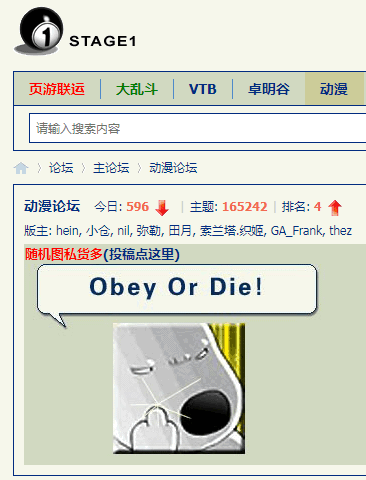 1 STAGE1
页游联运 大乱斗 VTB 卓明谷 动漫
请输入搜索内容
论坛 〉主论坛 〉动漫论坛
动漫论坛 今日: 596 主题: 165242 排名: 4
版主: hein, 小仓, nil, 弥勒, 田月, 索兰塔.织姬, GA_Frank, thez
随机图私货多(投稿点这里)
Obey Or Die!